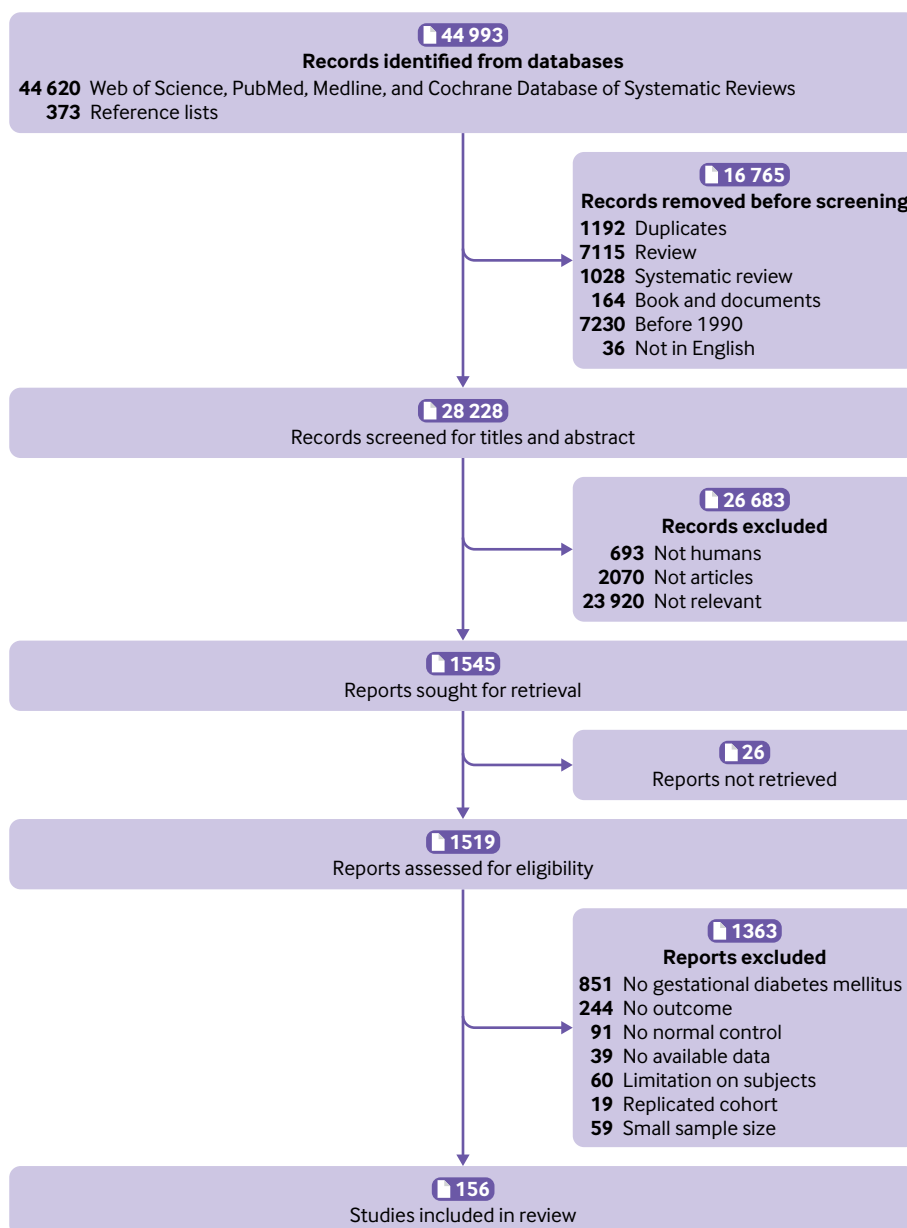 44 993
Records identified from databases
44 620 Web of Science, PubMed, Medline, and Cochrane Database of Systematic Reviews
373 Reference lists
16 765
Records removed before screening
1192 Duplicates
7115 Review
1028 Systematic review
164 Book and documents
7230 Before 1990
36 Not in English
28 228
Records screened for titles and abstract
26 683
Records excluded
693 Not humans
2070 Not articles
23 920 Not relevant
1545
Reports sought for retrieval
26
Reports not retrieved
1519
Reports assessed for eligibility
1363
Reports excluded
851 No gestational diabetes mellitus
244 No outcome
91 No normal control
39 No available data
60 Limitation on subjects
19 Replicated cohort
59 Small sample size
156
Studies included in review